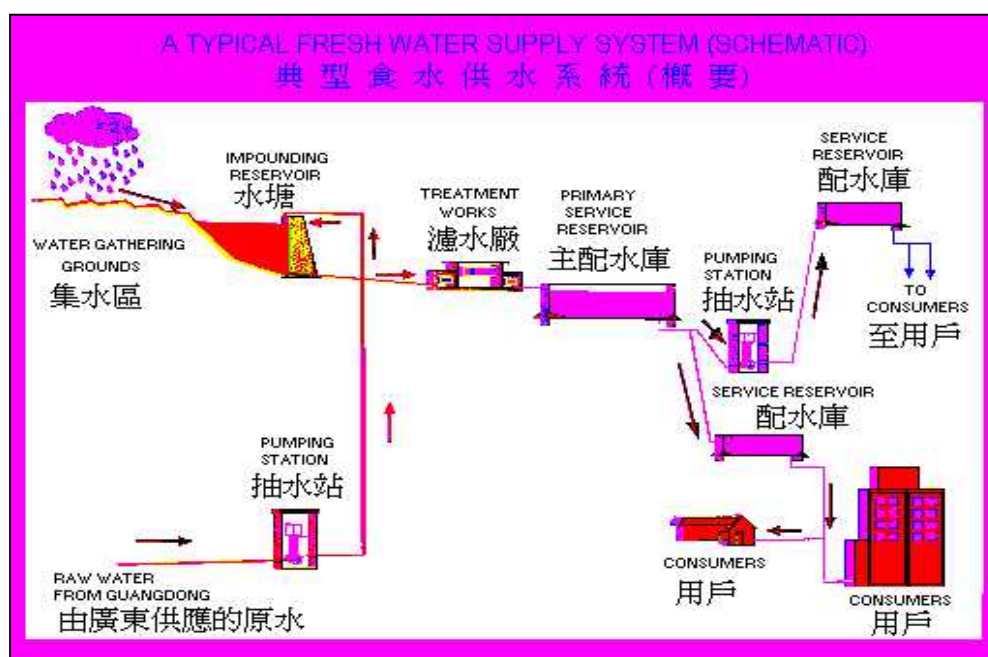 A TYPICAL FRESH WATER SUPPLY SYSTEM (SCHEMATIC)
典型食水供水系統(概要)
IMPOUNDING
RESERVOIR
水塘
WATER GATHERING
GROUNDS
集水區
TREATMENT
WORKS
濾水廠
PRIMARY
SERVICE
RESERVOIR
主配水庫
PUMPING
STATION
抽水站
SERVICE
RESERVOIR
配水庫
TO
CONSUMERS
至用戶
SERVICE RESERVOIR
配水庫
PUMPING
STATION
抽水站
RAW WATER
FROM GUANGDONG
由廣東供應的原水
CONSUMERS
用戶
CONSUMERS
用戶